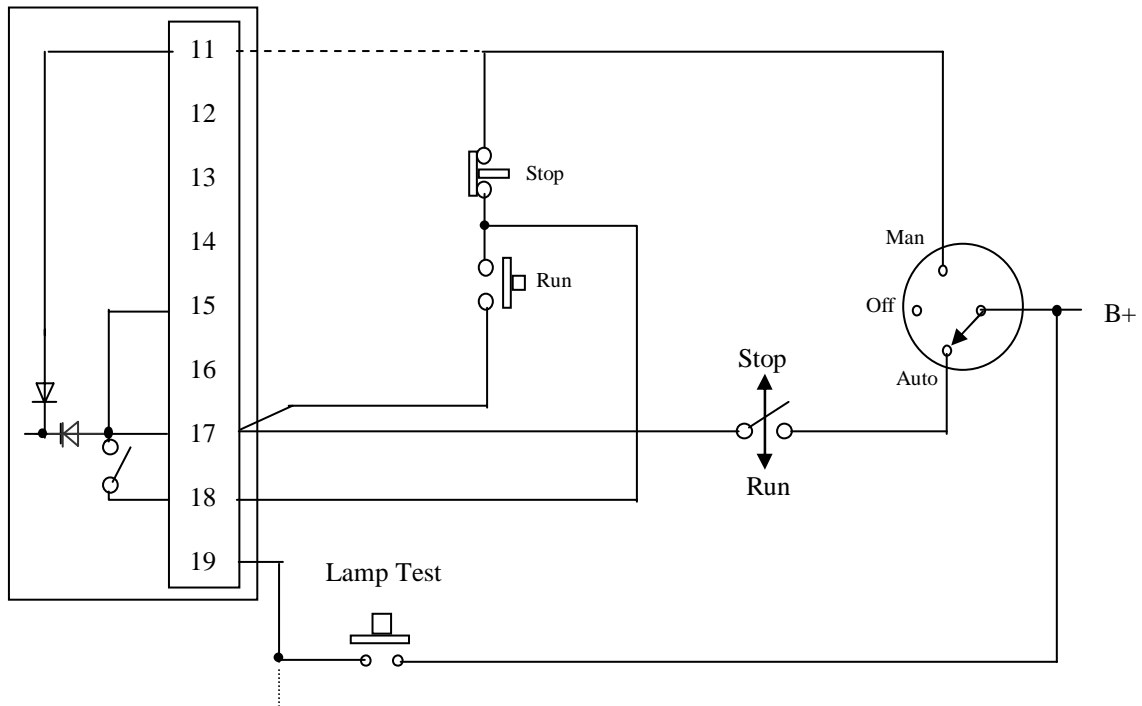 11
12
13
Stop
14
Man
Run
15
Off
B+
Stop
16
Auto
17
Run
18
19
Lamp Test